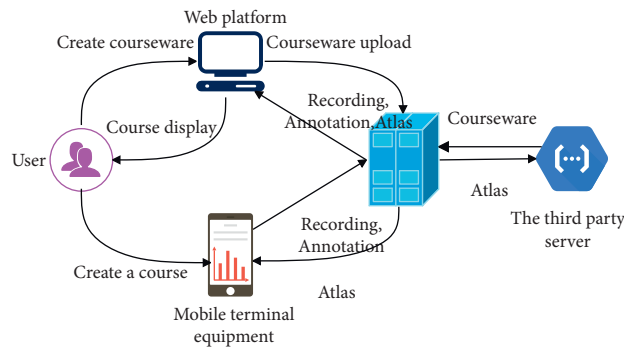 Web platform
Create courseware
Courseware upload
Recording,
Annotation,Atlas
Courseware
Course display
User
Atlas
The third party
server
Recording,
Annotation
Create a course
Atlas
Mobile terminal
equipment